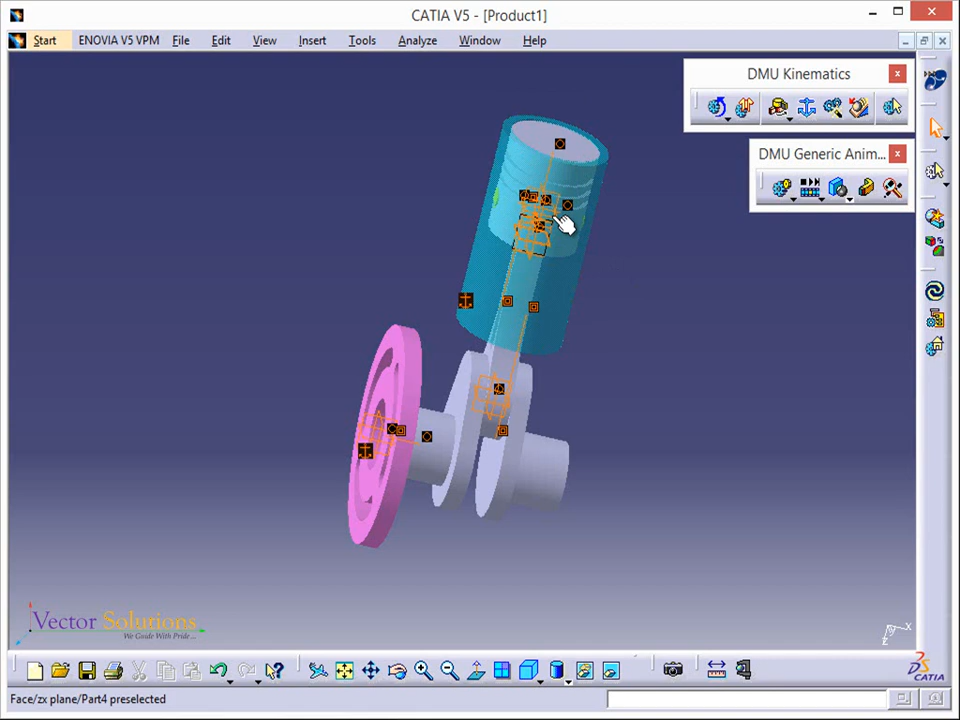 CATIA V5 - [Product1]
Start ENOVIA V5 VPM File Edit View Insert Tools Analyze Window Help
DMU Kinematics
DMU Generic Anim...
Vector Solutions
We Guide With Pride...
x
z
CATIA
Face/zx plane/Part4 preselected